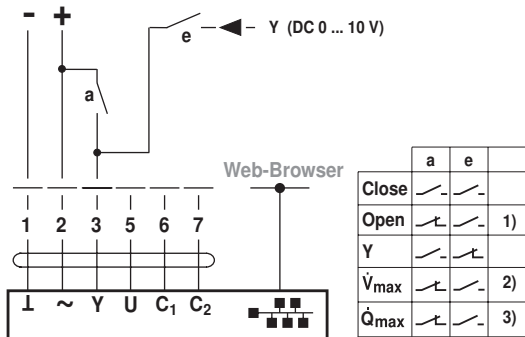 - +
e
Y (DC 0 ... 10 V)
a
Web-Browser
1 2 3 5 6 7
⊥ ~ Y U C₁ C₂
a e
Close
Open 1)
Y
V̇max 2)
Q̇max 3)